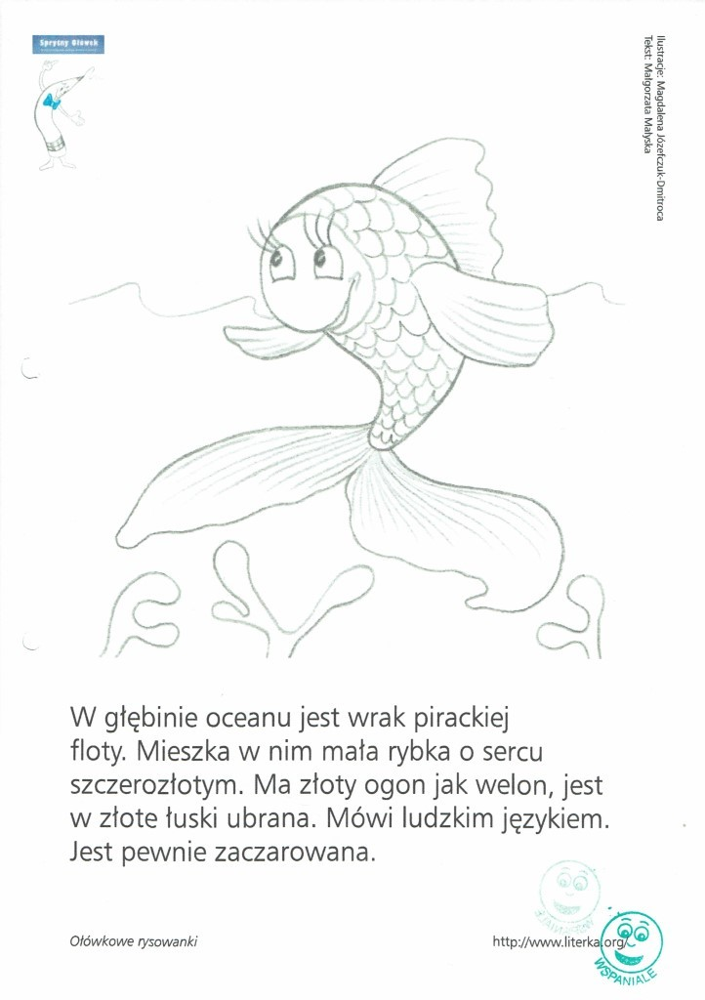 Sprytny Ołówek
Ilustracje: Magdalena Józefczuk-Dmitroca
Tekst: Małgorzata Małyska
W głębinie oceanu jest wrak pirackiej
floty. Mieszka w nim mała rybka o sercu
szczerozłotym. Ma złoty ogon jak welon, jest
w złote łuski ubrana. Mówi ludzkim językiem.
Jest pewnie zaczarowana.
WSPANIALE
Ołówkowe rysowanki
http://www.literka.org/
WSPANIALE